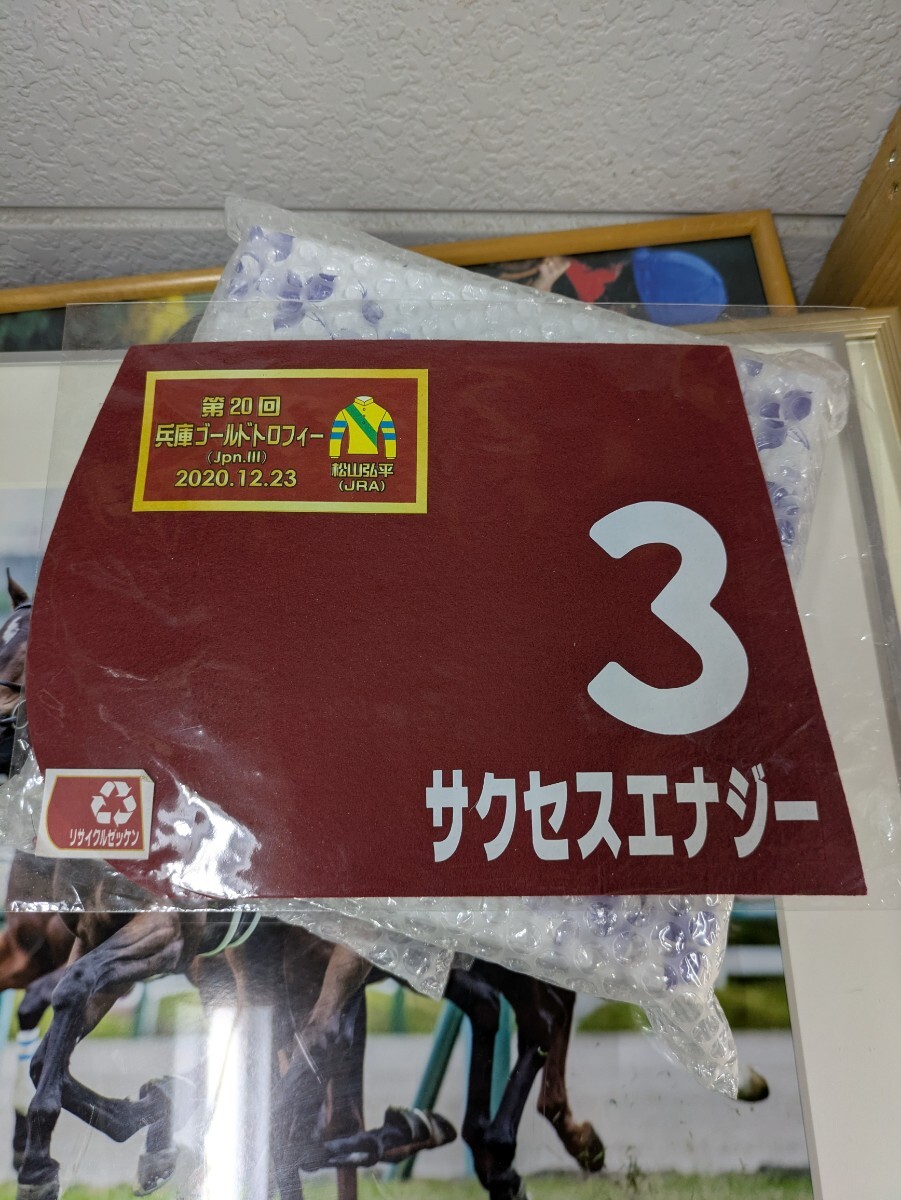 第20回
兵庫ゴールドトロフィー
(Jpn.III)
2020.12.23
松山弘平
(JRA)
3
サクセスエナジー
リサイクルゼッケン